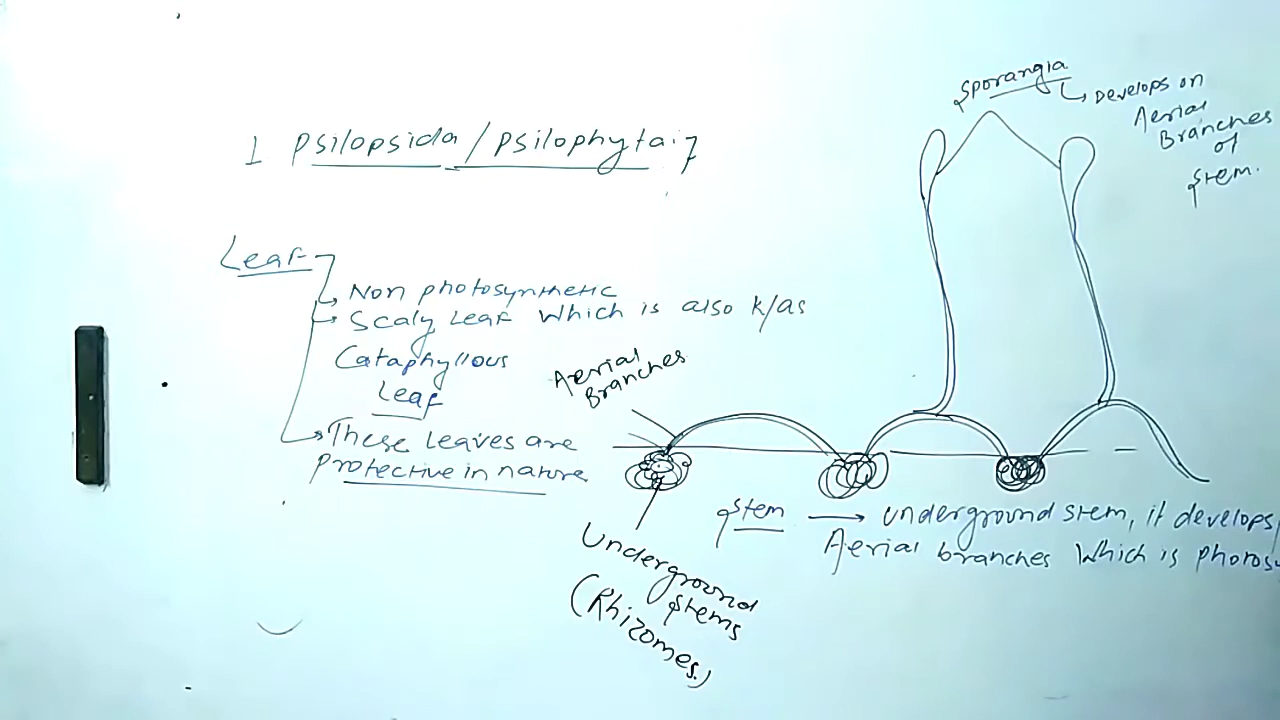 1 Psilopsida/Psilophyta:-
Leaf
Non photosynthetic
Scaly Leaf which is also k/as
Cataphyllous
Leaf
These leaves are
protective in nature
Aerial
Branches
Underground
stems
(Rhizomes.)
Sporangia
Develops on
Aerial
Branches
of
stem.
stem → underground stem, it develops
Aerial branches which is photos